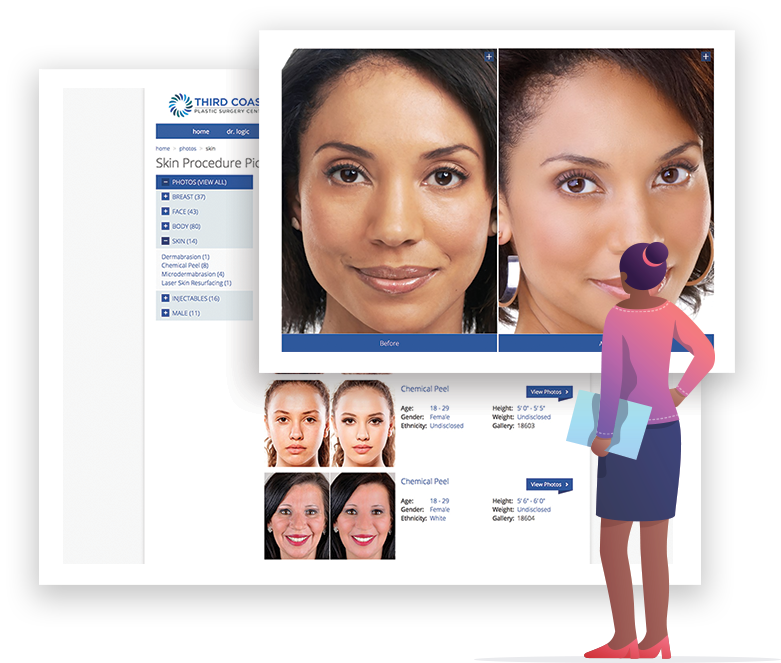 THIRD COAS
PLASTIC SURGERY CENT
home dr. logic
home > photos > skin
Skin Procedure Pic
PHOTOS (VIEW ALL)
BREAST (37)
FACE (43)
BODY (80)
SKIN (14)
Dermabrasion (1)
Chemical Peel (8)
Microdermabrasion (4)
Laser Skin Resurfacing (1)
INJECTABLES (16)
MALE (11)
Before
A
Chemical Peel
View Photos >
Age: 18 - 29 Height: 5' 0" - 5' 5"
Gender: Female Weight: Undisclosed
Ethnicity: Undisclosed Gallery: 18603
Chemical Peel
View Photos >
Age: 18 - 29 Height: 5' 6" - 6' 0"
Gender: Female Weight: Undisclosed
Ethnicity: White Gallery: 18604